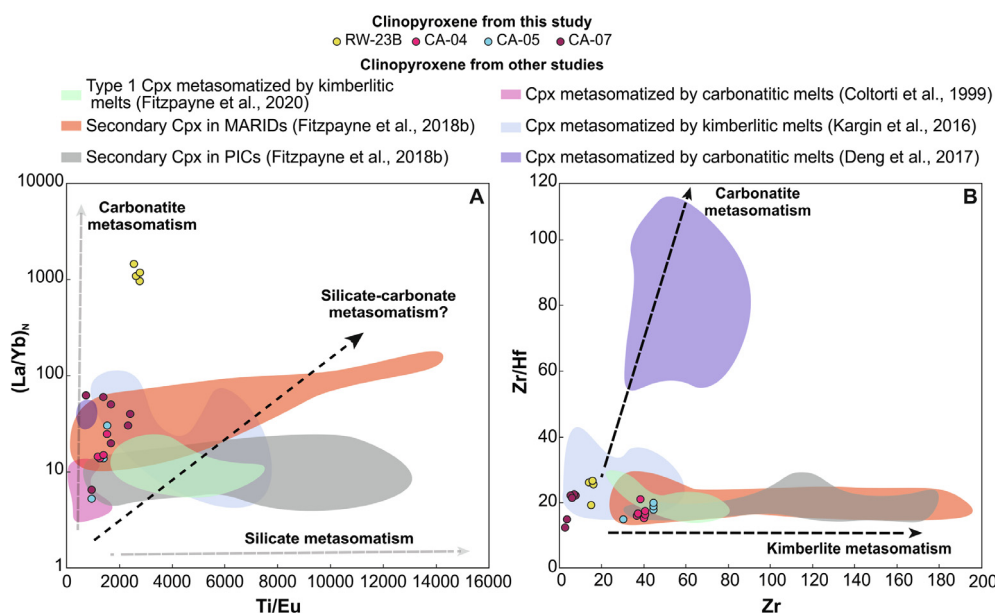 Clinopyroxene from this study
RW-23B CA-04 CA-05 CA-07
Clinopyroxene from other studies
Type 1 Cpx metasomatized by kimberlitic
melts (Fitzpayne et al., 2020)
Secondary Cpx in MARIDs (Fitzpayne et al., 2018b)
Secondary Cpx in PICs (Fitzpayne et al., 2018b)
Cpx metasomatized by carbonatitic melts (Coltorti et al., 1999)
Cpx metasomatized by kimberlitic melts (Kargin et al., 2016)
Cpx metasomatized by carbonatitic melts (Deng et al., 2017)
A
Carbonatite
metasomatism
Silicate-carbonate
metasomatism?
Silicate metasomatism
(La/Yb)N
10000
1000
100
10
1
0 2000 4000 6000 8000 10000 12000 14000 16000
Ti/Eu
B
Carbonatite
metasomatism
Kimberlite metasomatism
Zr/Hf
120
100
80
60
40
20
0
0 20 40 60 80 100 120 140 160 180 200
Zr